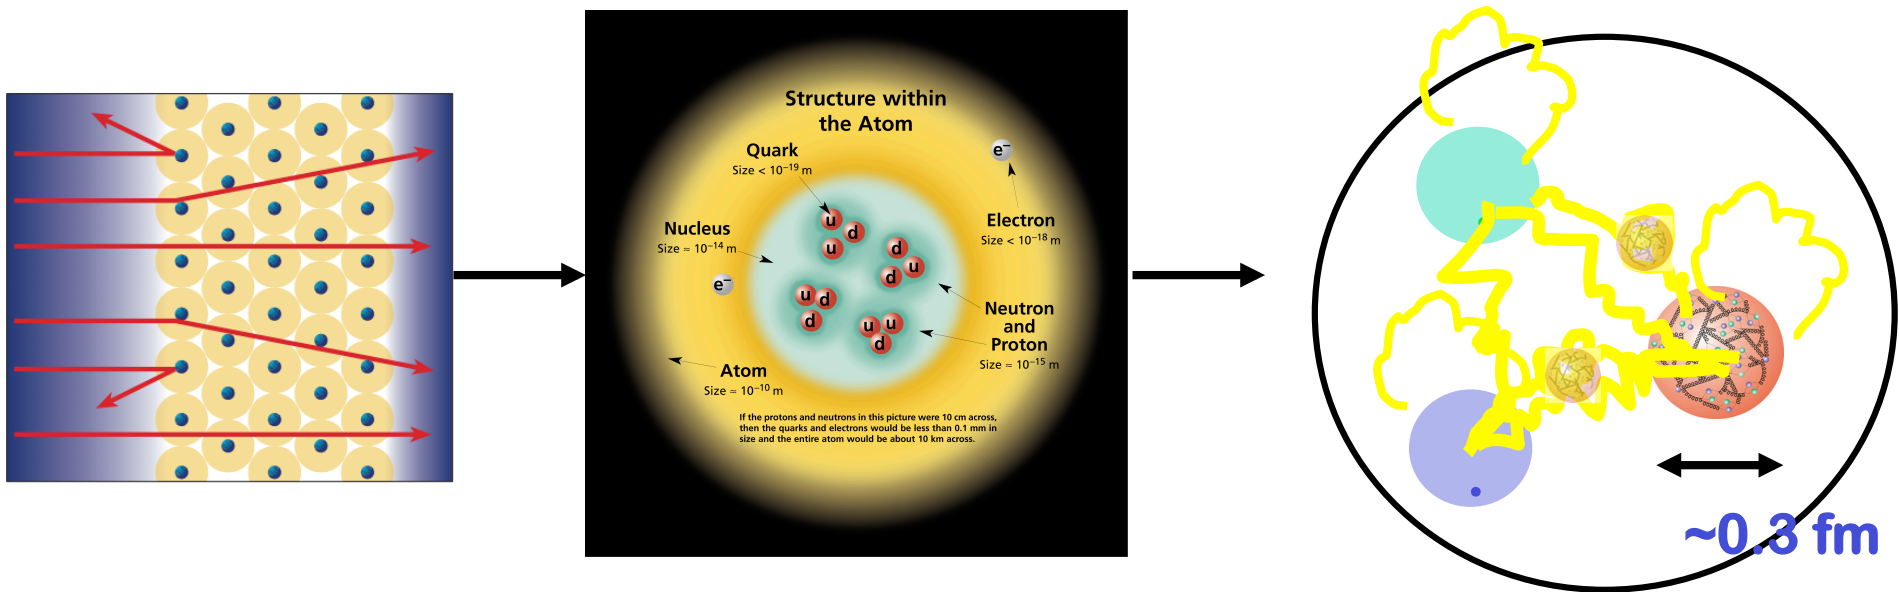 Structure within
the Atom
Quark
Size < 10⁻¹⁹ m
e⁻
Nucleus
Size ≈ 10⁻¹⁴ m
Electron
Size < 10⁻¹⁸ m
u
d
u
d
u
d
e⁻
u d
d
u u
d
Neutron
and
Proton
Size ≈ 10⁻¹⁵ m
Atom
Size ≈ 10⁻¹⁰ m
If the protons and neutrons in this picture were 10 cm across,
then the quarks and electrons would be less than 0.1 mm in
size and the entire atom would be about 10 km across.
~0.3 fm